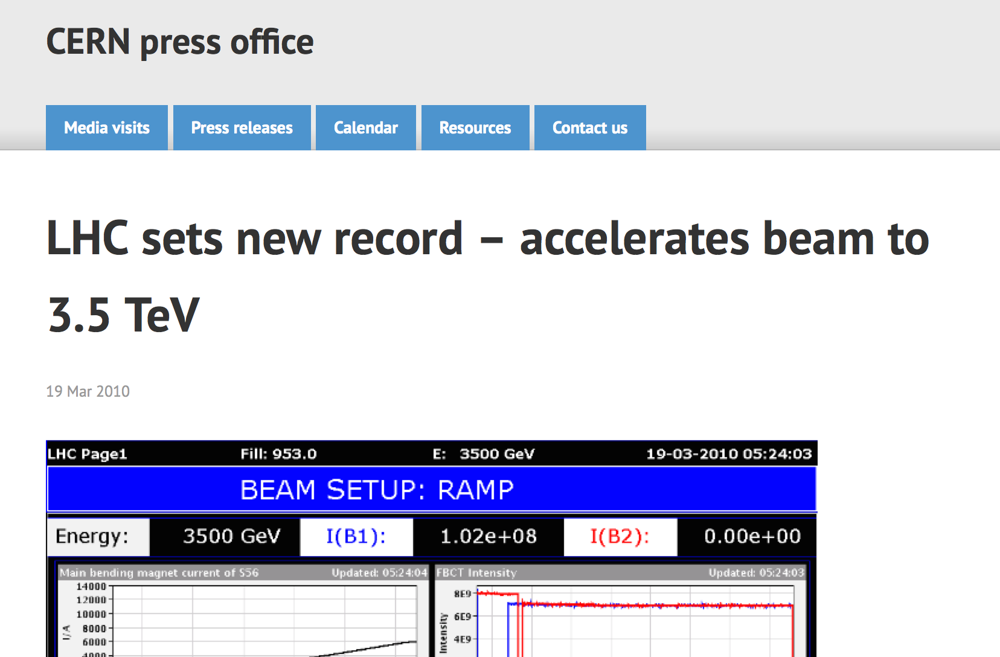 CERN press office
Media visits Press releases Calendar Resources Contact us
LHC sets new record – accelerates beam to
3.5 TeV
19 Mar 2010
LHC Page1 Fill: 953.0 E: 3500 GeV 19-03-2010 05:24:03
BEAM SETUP: RAMP
Energy: 3500 GeV I(B1): 1.02e+08 I(B2): 0.00e+00
Main bending magnet current of S56 Updated: 05:24:04 FBCT Intensity Updated: 05:24:03
14000
12000
10000
8000
6000
4000
I/A
8E9
6E9
4E9
Intensity